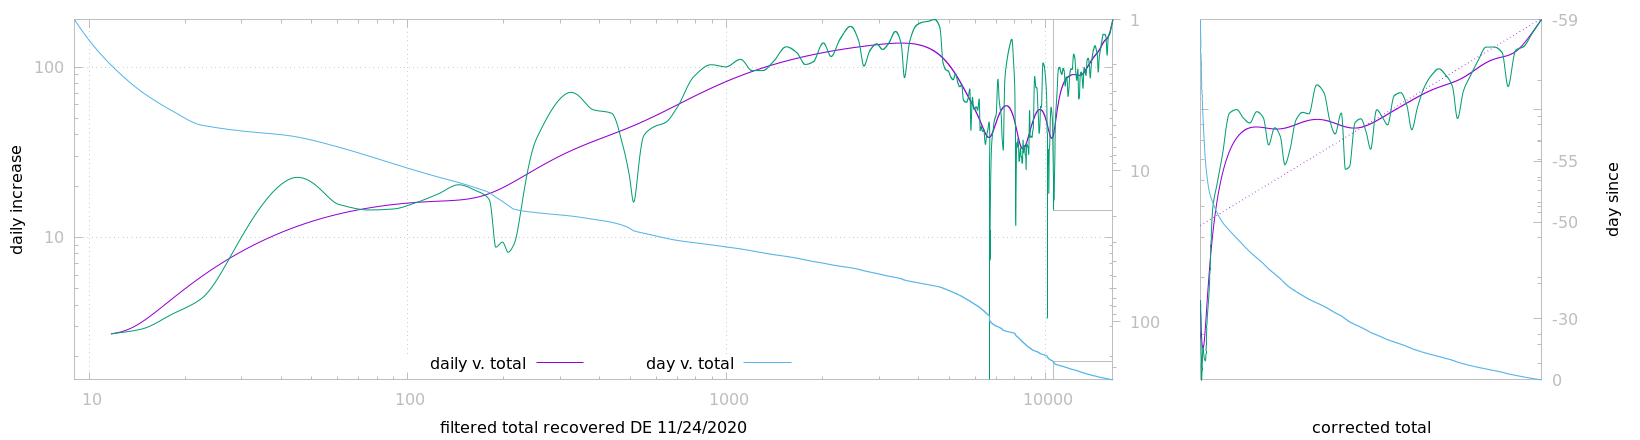 100
10
daily increase
10
100
1000
10000
filtered total recovered DE 11/24/2020
daily v. total
day v. total
1
10
100
-59
-55
-50
-30
0
day since
corrected total